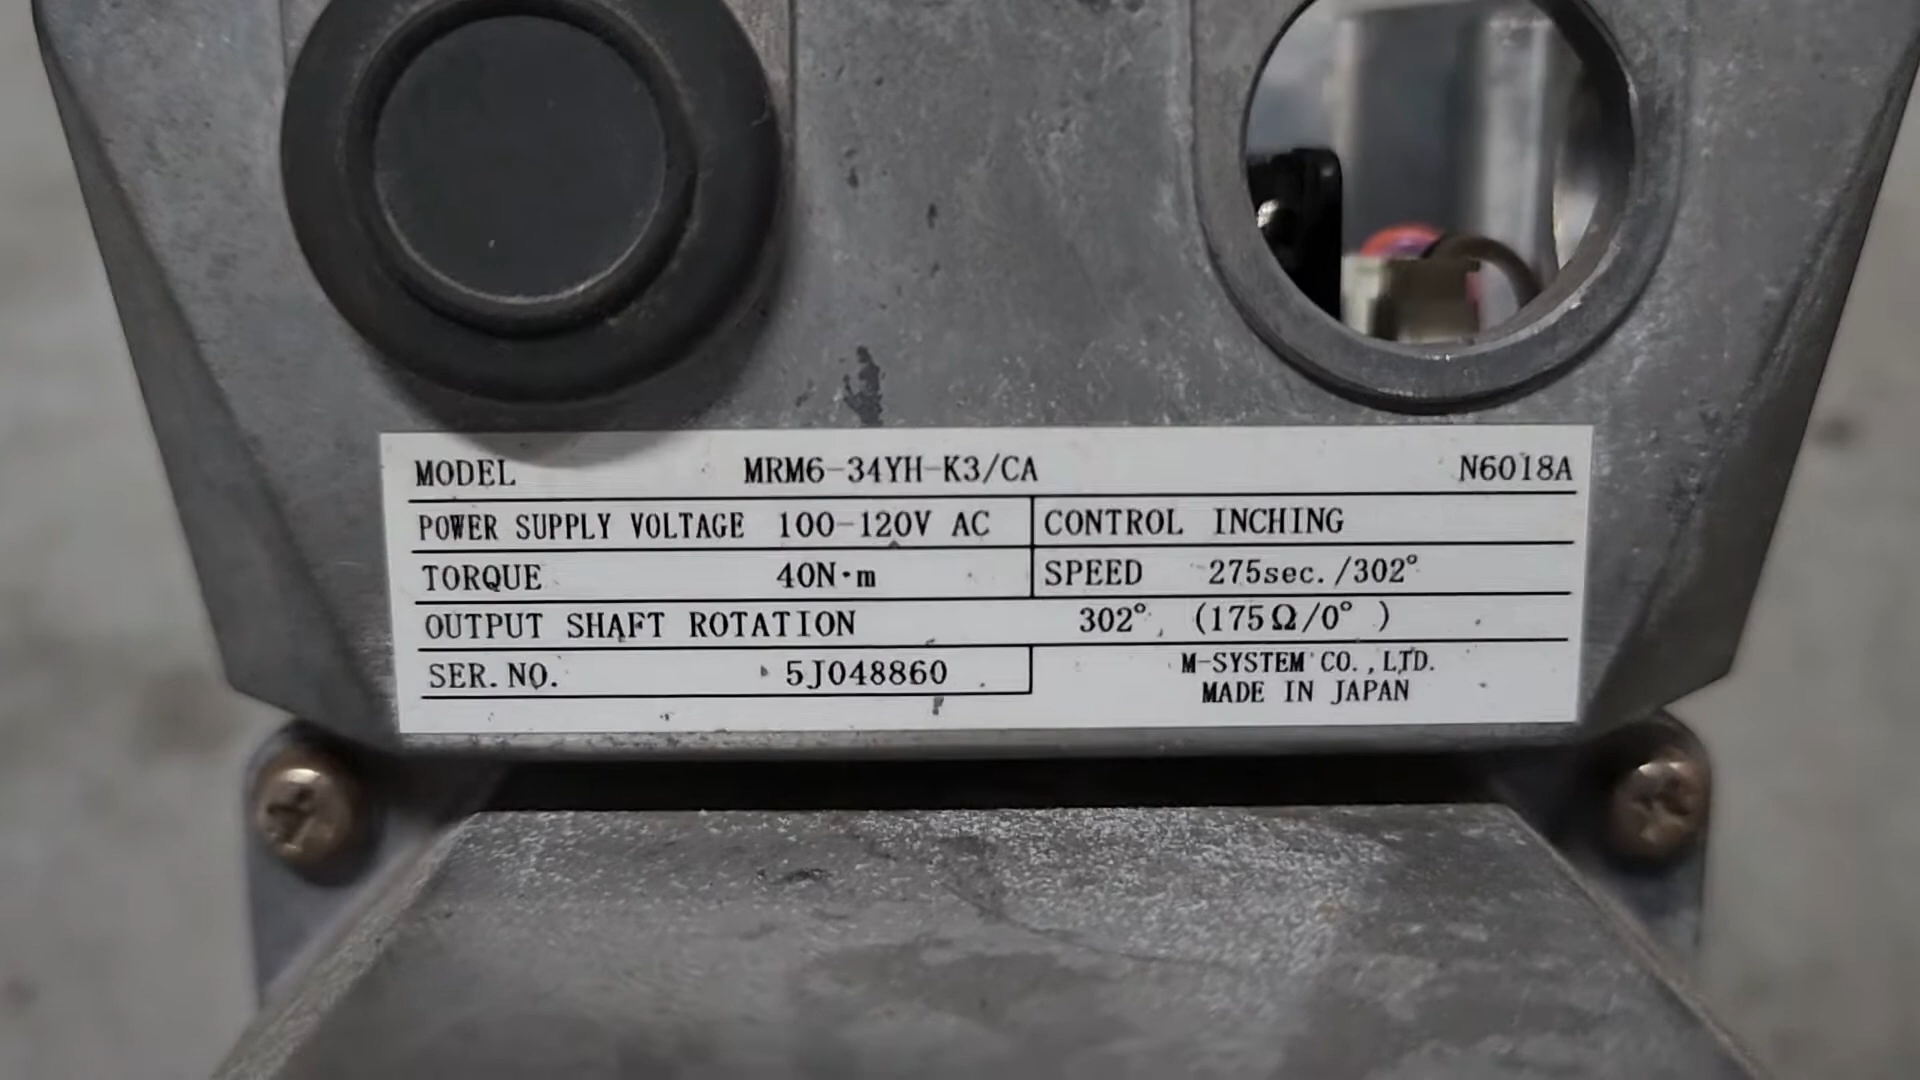 MODEL MRM6-34YH-K3/CA N6018A
POWER SUPPLY VOLTAGE 100-120V AC CONTROL INCHING
TORQUE 40N·m SPEED 275sec./302°
OUTPUT SHAFT ROTATION 302° (175Ω/0° )
SER.NO. 5J048860
M-SYSTEM CO.,LTD.
MADE IN JAPAN